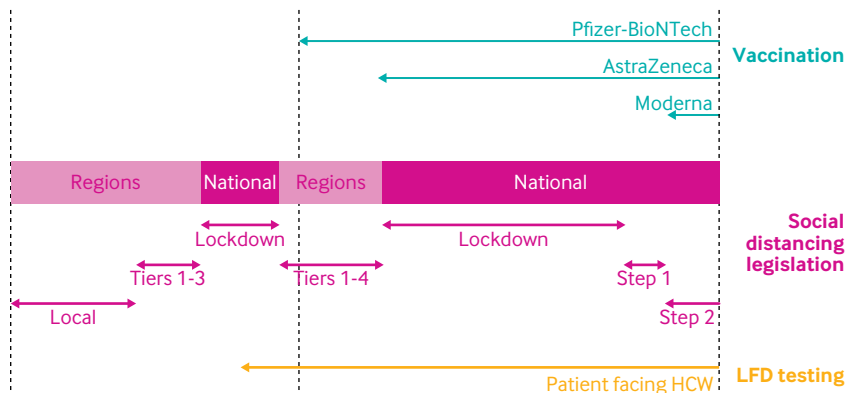 Pfizer-BioNTech
Vaccination
AstraZeneca
Moderna
Regions
National
Regions
National
Social
distancing
legislation
Lockdown
Lockdown
Tiers 1-3
Tiers 1-4
Step 1
Local
Step 2
LFD testing
Patient facing HCW